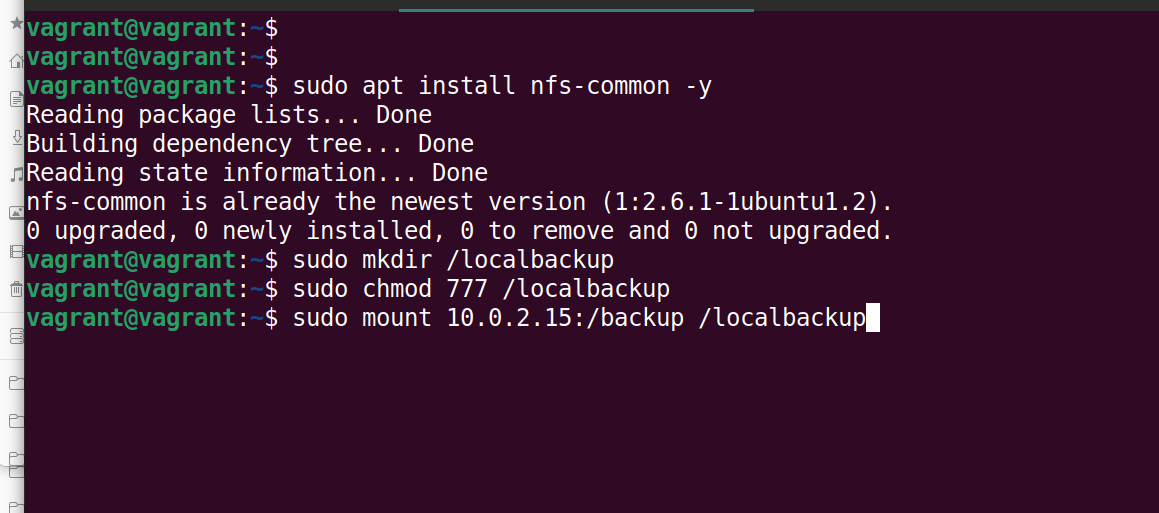 vagrant@vagrant:~$
vagrant@vagrant:~$
vagrant@vagrant:~$ sudo apt install nfs-common -y
Reading package lists... Done
Building dependency tree... Done
Reading state information... Done
nfs-common is already the newest version (1:2.6.1-1ubuntu1.2).
0 upgraded, 0 newly installed, 0 to remove and 0 not upgraded.
vagrant@vagrant:~$ sudo mkdir /localbackup
vagrant@vagrant:~$ sudo chmod 777 /localbackup
vagrant@vagrant:~$ sudo mount 10.0.2.15:/backup /localbackup